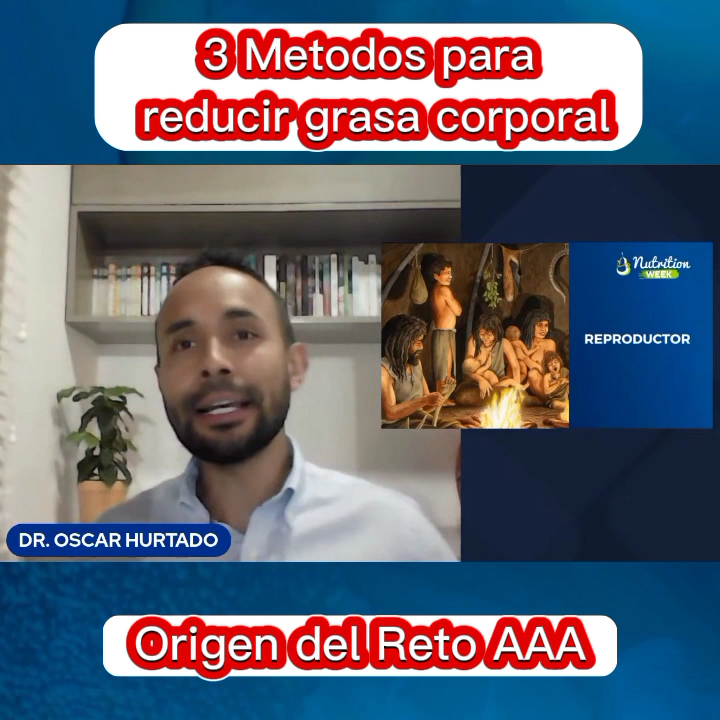 3 Metodos para
reducir grasa corporal
Nutrition
WEEK
REPRODUCTOR
DR. OSCAR HURTADO
Origen del Reto AAA